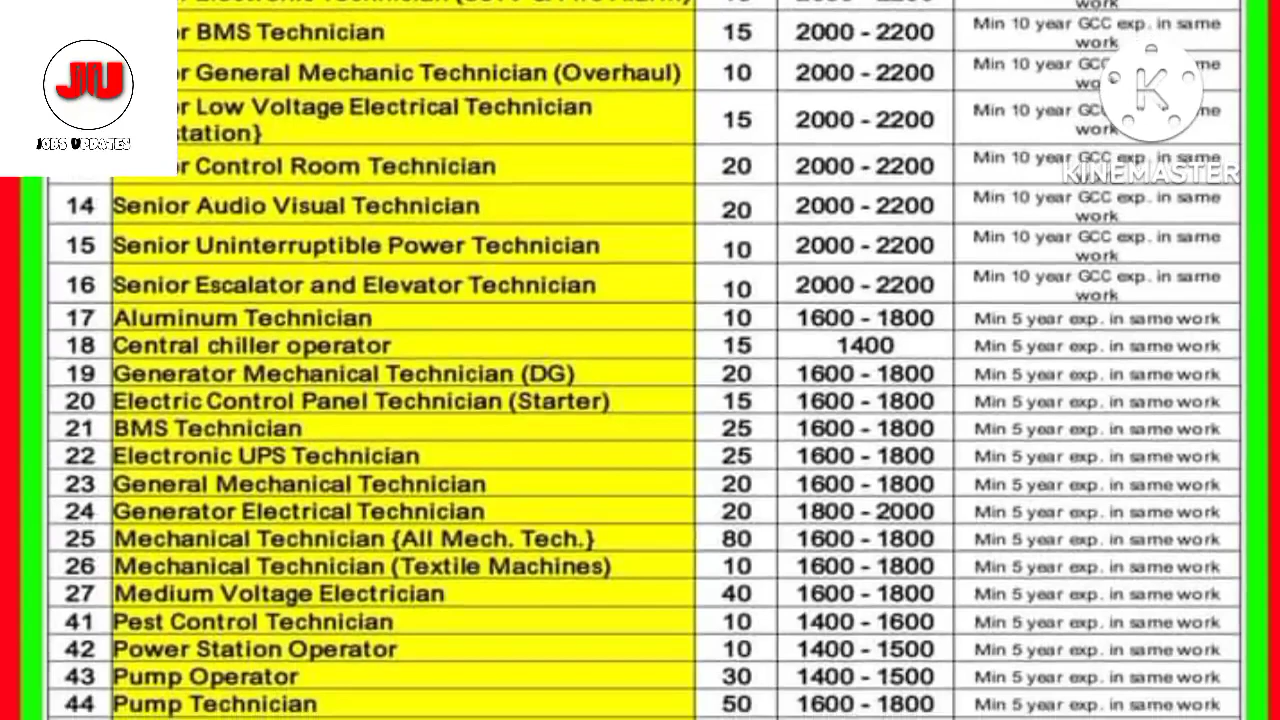 work
BMS Technician 15 2000 - 2200 Min 10 year GCC exp. in same
work
General Mechanic Technician (Overhaul) 10 2000 - 2200 Min 10 year
JU
JOBS UPDATES
K
KINEMASTER
Low Voltage Electrical Technician
station} 15 2000 - 2200 Min 10 year
work
Control Room Technician 20 2000 - 2200 Min 10 year GCC exp. in same
14 Senior Audio Visual Technician 20 2000 - 2200 Min 10 year GCC exp. in same
work
15 Senior Uninterruptible Power Technician 10 2000 - 2200 Min 10 year GCC exp. in same
work
16 Senior Escalator and Elevator Technician 10 2000 - 2200 Min 10 year GCC exp. in same
work
17 Aluminum Technician 10 1600 - 1800 Min 5 year exp. in same work
18 Central chiller operator 15 1400 Min 5 year exp. in same work
19 Generator Mechanical Technician (DG) 20 1600 - 1800 Min 5 year exp. in same work
20 Electric Control Panel Technician (Starter) 15 1600 - 1800 Min 5 year exp. in same work
21 BMS Technician 25 1600 - 1800 Min 5 year exp. in same work
22 Electronic UPS Technician 25 1600 - 1800 Min 5 year exp. in same work
23 General Mechanical Technician 20 1600 - 1800 Min 5 year exp. in same work
24 Generator Electrical Technician 20 1800 - 2000 Min 5 year exp. in same work
25 Mechanical Technician {All Mech. Tech.} 80 1600 - 1800 Min 5 year exp. in same work
26 Mechanical Technician (Textile Machines) 10 1600 - 1800 Min 5 year exp. in same work
27 Medium Voltage Electrician 40 1600 - 1800 Min 5 year exp. in same work
41 Pest Control Technician 10 1400 - 1600 Min 5 year exp. in same work
42 Power Station Operator 10 1400 - 1500 Min 5 year exp. in same work
43 Pump Operator 30 1400 - 1500 Min 5 year exp. in same work
44 Pump Technician 50 1600 - 1800 Min 5 year exp. in same work